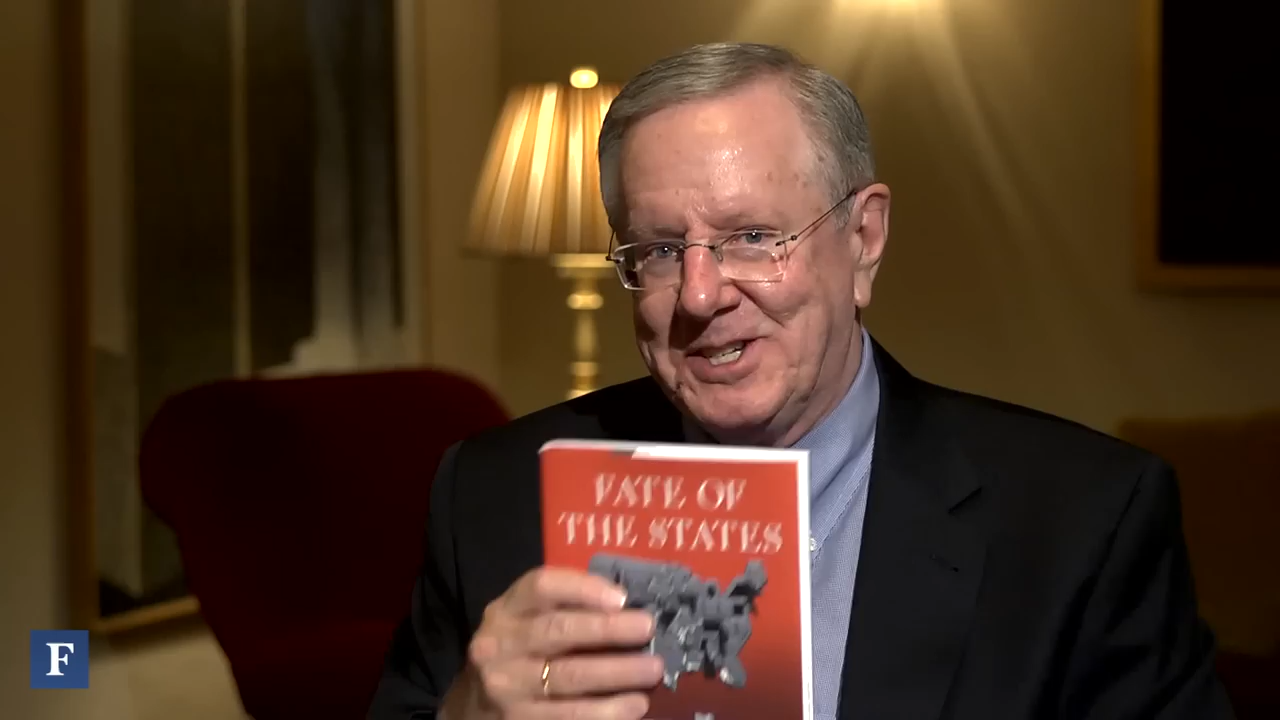 FATE OF
THE STATES
F